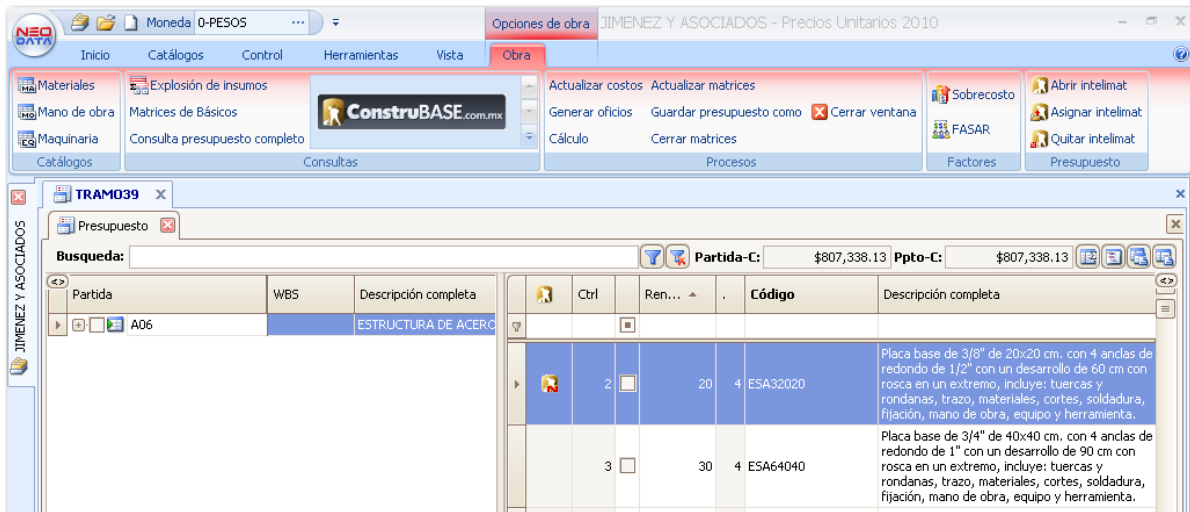 NEO DATA
Moneda 0-PESOS ...
Opciones de obra JIMENEZ Y ASOCIADOS - Precios Unitarios 2010
Inicio Catálogos Control Herramientas Vista Obra
MA Materiales
MO Mano de obra
EQ Maquinaria
Catálogos
Explosión de insumos
Matrices de Básicos
Consulta presupuesto completo
ConstruBASE.com.mx
Consultas
Actualizar costos Actualizar matrices
Generar oficios Guardar presupuesto como Cerrar ventana
Cálculo Cerrar matrices
Procesos
Sobrecosto
FASAR
Factores
Abrir intelimat
Asignar intelimat
Quitar intelimat
Presupuesto
JIMENEZ Y ASOCIADOS
TRAMO39
Presupuesto
Busqueda: Partida-C: $807,338.13 Ppto-C: $807,338.13
Partida WBS Descripción completa
A06 ESTRUCTURA DE ACERO
Ctrl Ren... . Código Descripción completa
2 20 4 ESA32020
Placa base de 3/8" de 20x20 cm. con 4 anclas de
redondo de 1/2" con un desarrollo de 60 cm con
rosca en un extremo, incluye: tuercas y
rondanas, trazo, materiales, cortes, soldadura,
fijación, mano de obra, equipo y herramienta.
3 30 4 ESA64040
Placa base de 3/4" de 40x40 cm. con 4 anclas de
redondo de 1" con un desarrollo de 90 cm con
rosca en un extremo, incluye: tuercas y
rondanas, trazo, materiales, cortes, soldadura,
fijación, mano de obra, equipo y herramienta.